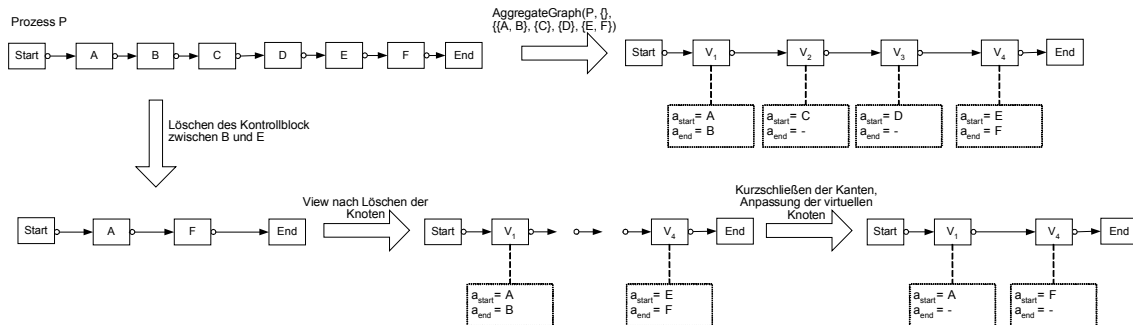 Prozess P
AggregateGraph(P, {},
{{A, B}, {C}, {D}, {E, F})
Start A B C D E F End
Start V1 V2 V3 V4 End
astart= A
aend= B
astart= C
aend= -
astart= D
aend= -
astart= E
aend= F
Löschen des Kontrollblock
zwischen B und E
Start A F End
View nach Löschen der
Knoten
Start V1 V4 End
astart= A
aend= B
astart= E
aend= F
Kurzschließen der Kanten,
Anpassung der virtuellen
Knoten
Start V1 V4 End
astart= A
aend= -
astart= F
aend= -